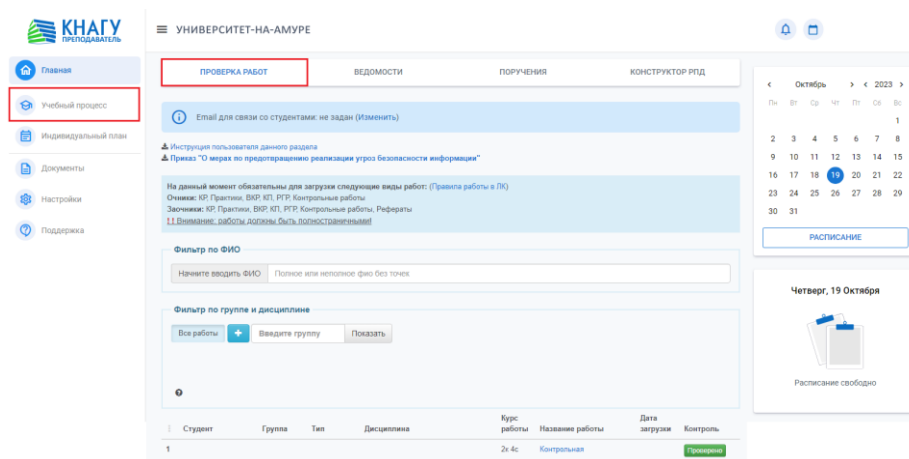 КНАГУ
ПРЕПОДАВАТЕЛЬ
УНИВЕРСИТЕТ-НА-АМУРЕ
Главная
Учебный процесс
Индивидуальный план
Документы
Настройки
Поддержка
ПРОВЕРКА РАБОТ
ВЕДОМОСТИ
ПОРУЧЕНИЯ
КОНСТРУКТОР РПД
Email для связи со студентами: не задан (Изменить)
Инструкция пользователя данного раздела
Приказ "О мерах по предотвращению реализации угроз безопасности информации"
На данный момент обязательны для загрузки следующие виды работ: (Правила работы в ЛК)
Очники: КР, Практики, ВКР, КП, РГР, Контрольные работы
Заочники: КР, Практики, ВКР, КП, РГР, Контрольные работы, Рефераты
!! Внимание: работы должны быть полностраничными!
Фильтр по ФИО
Начните вводить ФИО Полное или неполное фио без точек
Фильтр по группе и дисциплине
Все работы + Введите группу Показать
Студент Группа Тип Дисциплина Курс работы Название работы Дата загрузки Контроль
1 2к 4с Контрольная Проверено
Октябрь 2023
Пн Вт Ср Чт Пт Сб Вс
1
2 3 4 5 6 7 8
9 10 11 12 13 14 15
16 17 18 19 20 21 22
23 24 25 26 27 28 29
30 31
РАСПИСАНИЕ
Четверг, 19 Октября
Расписание свободно